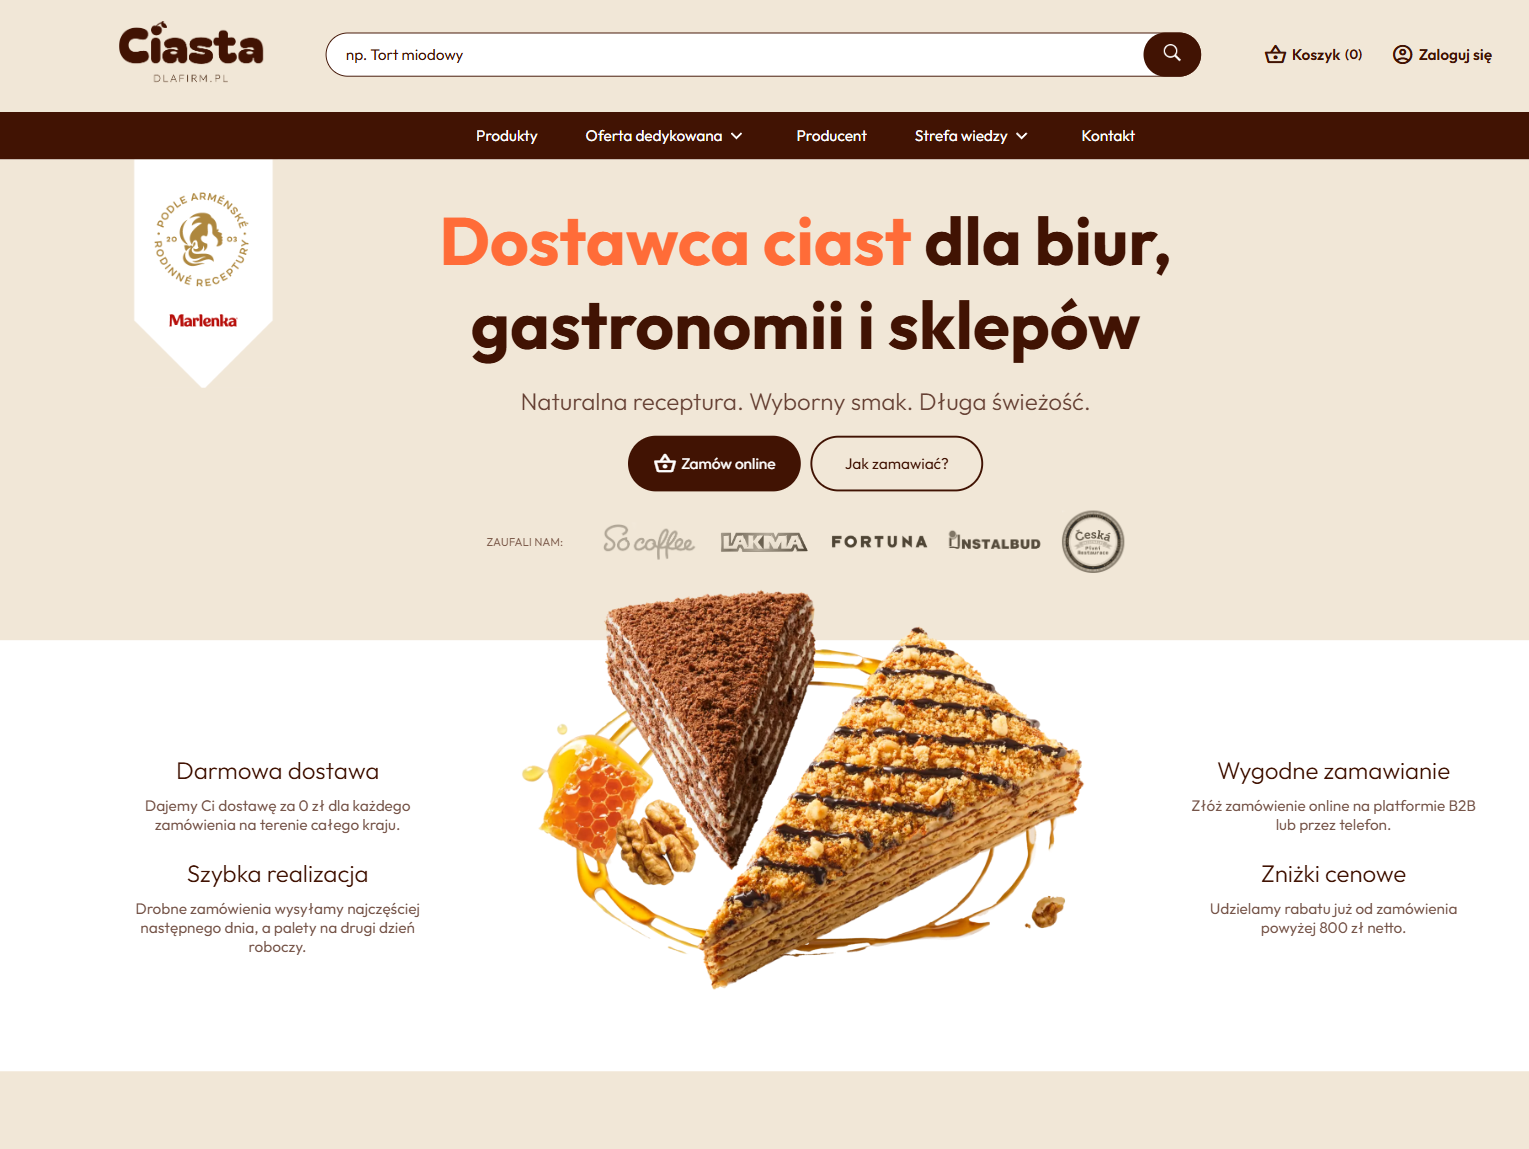 Ciasta
DLAFIRM.PL
np. Tort miodowy
Koszyk (0)
Zaloguj się
Produkty
Oferta dedykowana
Producent
Strefa wiedzy
Kontakt
PODLE ARMÉNSKÉ
20 03
RODINNÉ RECEPTURY
Marlenka
Dostawca ciast dla biur,
gastronomii i sklepów
Naturalna receptura. Wyborny smak. Długa świeżość.
Zamów online
Jak zamawiać?
ZAUFALI NAM:
So coffee
LAKMA
FORTUNA
INSTALBUD
Česká
Pivní
Restaurace
Darmowa dostawa
Dajemy Ci dostawę za 0 zł dla każdego
zamówienia na terenie całego kraju.
Szybka realizacja
Drobne zamówienia wysyłamy najczęściej
następnego dnia, a palety na drugi dzień
roboczy.
Wygodne zamawianie
Złóż zamówienie online na platformie B2B
lub przez telefon.
Zniżki cenowe
Udzielamy rabatu już od zamówienia
powyżej 800 zł netto.